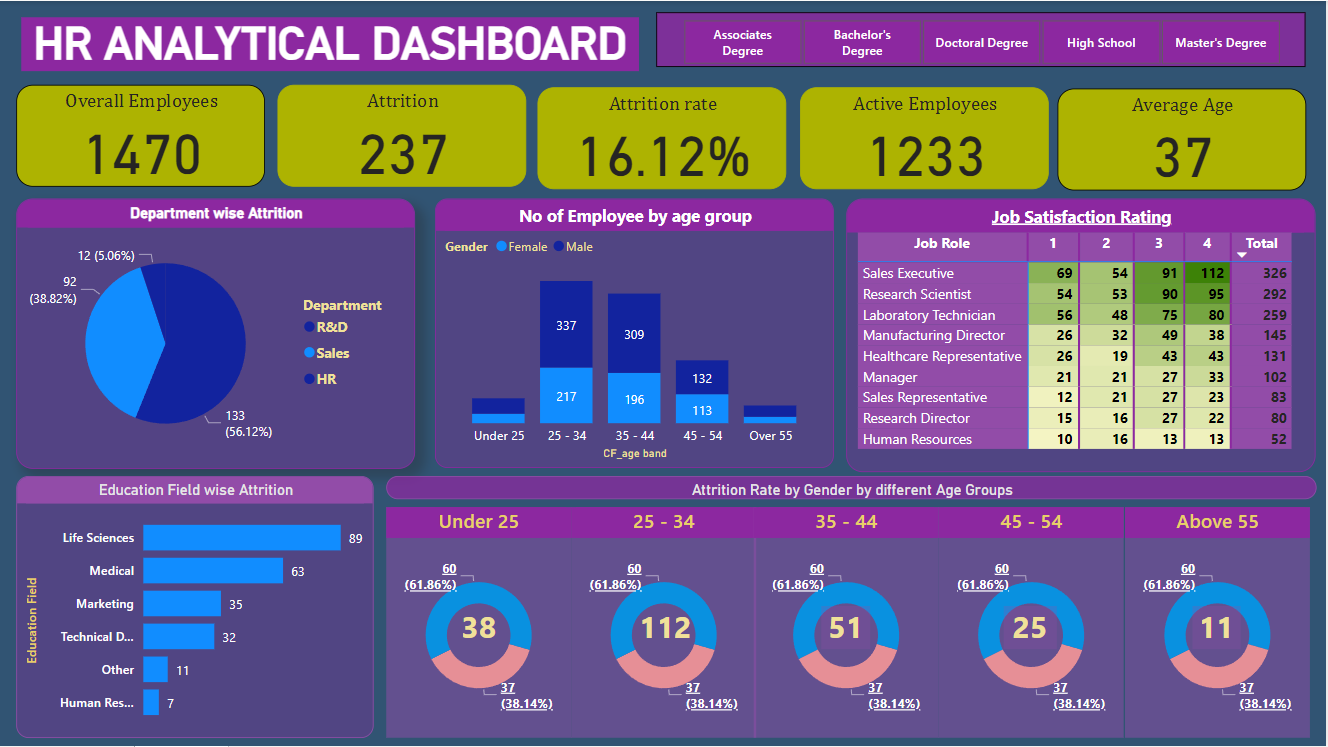 HR ANALYTICAL DASHBOARD
Associates
Degree
Bachelor's
Degree
Doctoral Degree
High School
Master's Degree
Overall Employees
1470
Attrition
237
Attrition rate
16.12%
Active Employees
1233
Average Age
37
Department wise Attrition
12 (5.06%)
92
(38.82%)
133
(56.12%)
Department
R&D
Sales
HR
No of Employee by age group
Gender Female Male
337
309
132
217
196
113
Under 25 25 - 34 35 - 44 45 - 54 Over 55
CF_age band
Job Satisfaction Rating
Job Role 1 2 3 4 Total
Sales Executive 69 54 91 112 326
Research Scientist 54 53 90 95 292
Laboratory Technician 56 48 75 80 259
Manufacturing Director 26 32 49 38 145
Healthcare Representative 26 19 43 43 131
Manager 21 21 27 33 102
Sales Representative 12 21 27 23 83
Research Director 15 16 27 22 80
Human Resources 10 16 13 13 52
Education Field wise Attrition
Education Field
Life Sciences 89
Medical 63
Marketing 35
Technical D... 32
Other 11
Human Res... 7
Attrition Rate by Gender by different Age Groups
Under 25
60
(61.86%)
38
37
(38.14%)
25 - 34
60
(61.86%)
112
37
(38.14%)
35 - 44
60
(61.86%)
51
37
(38.14%)
45 - 54
60
(61.86%)
25
37
(38.14%)
Above 55
60
(61.86%)
11
37
(38.14%)